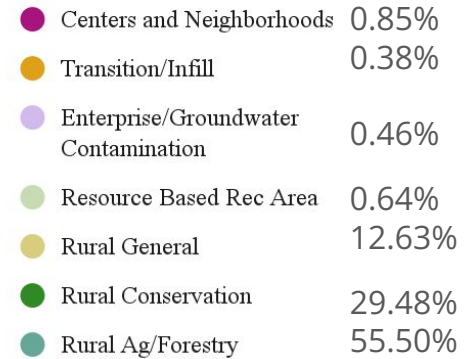 Centers and Neighborhoods 0.85%
Transition/Infill 0.38%
Enterprise/Groundwater
Contamination 0.46%
Resource Based Rec Area 0.64%
Rural General 12.63%
Rural Conservation 29.48%
Rural Ag/Forestry 55.50%